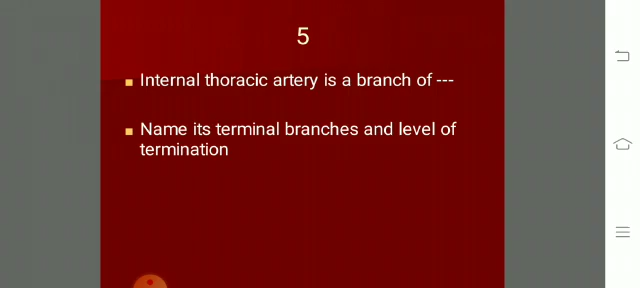 5
Internal thoracic artery is a branch of ---
Name its terminal branches and level of
termination